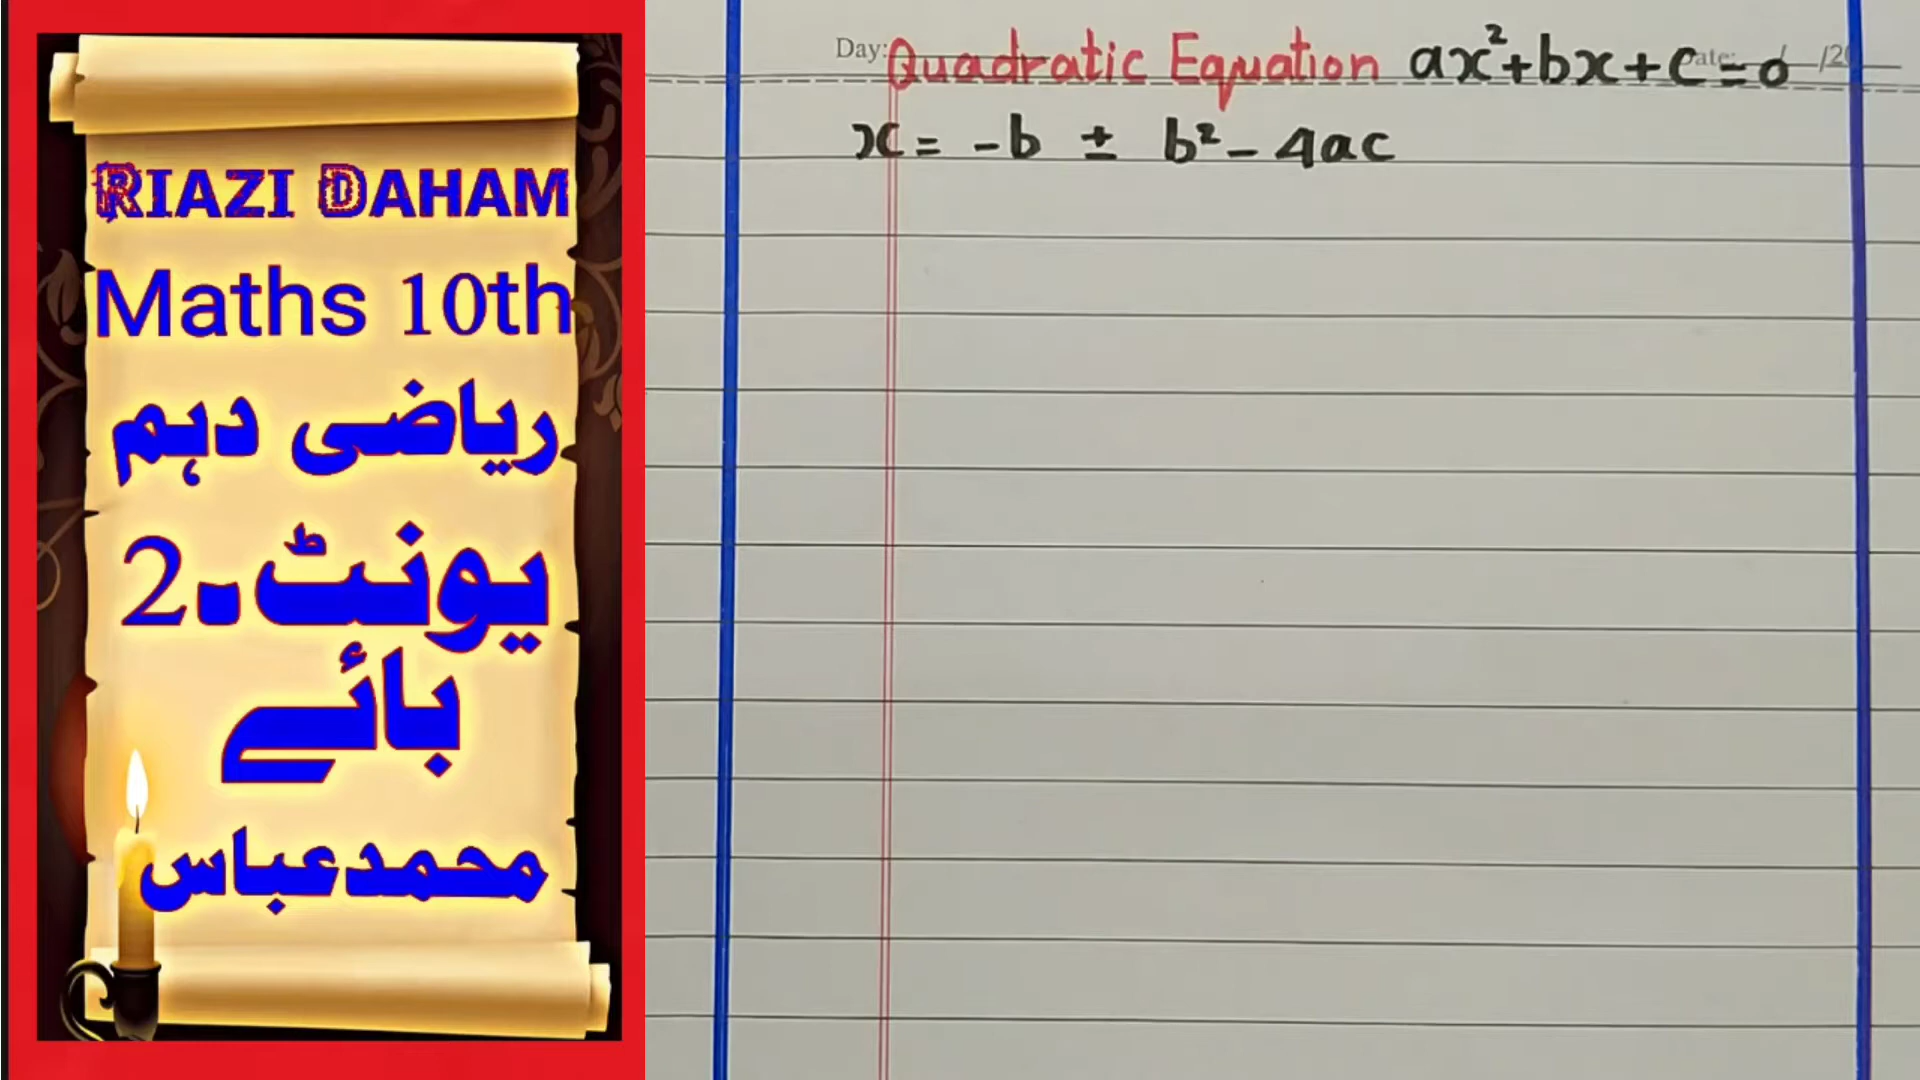 RIAZI DAHAM
Maths 10th
ریاضی دہم
یونٹ.2
بائے
محمدعباس
Day:
Quadratic Equation ax²+bx+c=0
x = -b ± b²-4ac